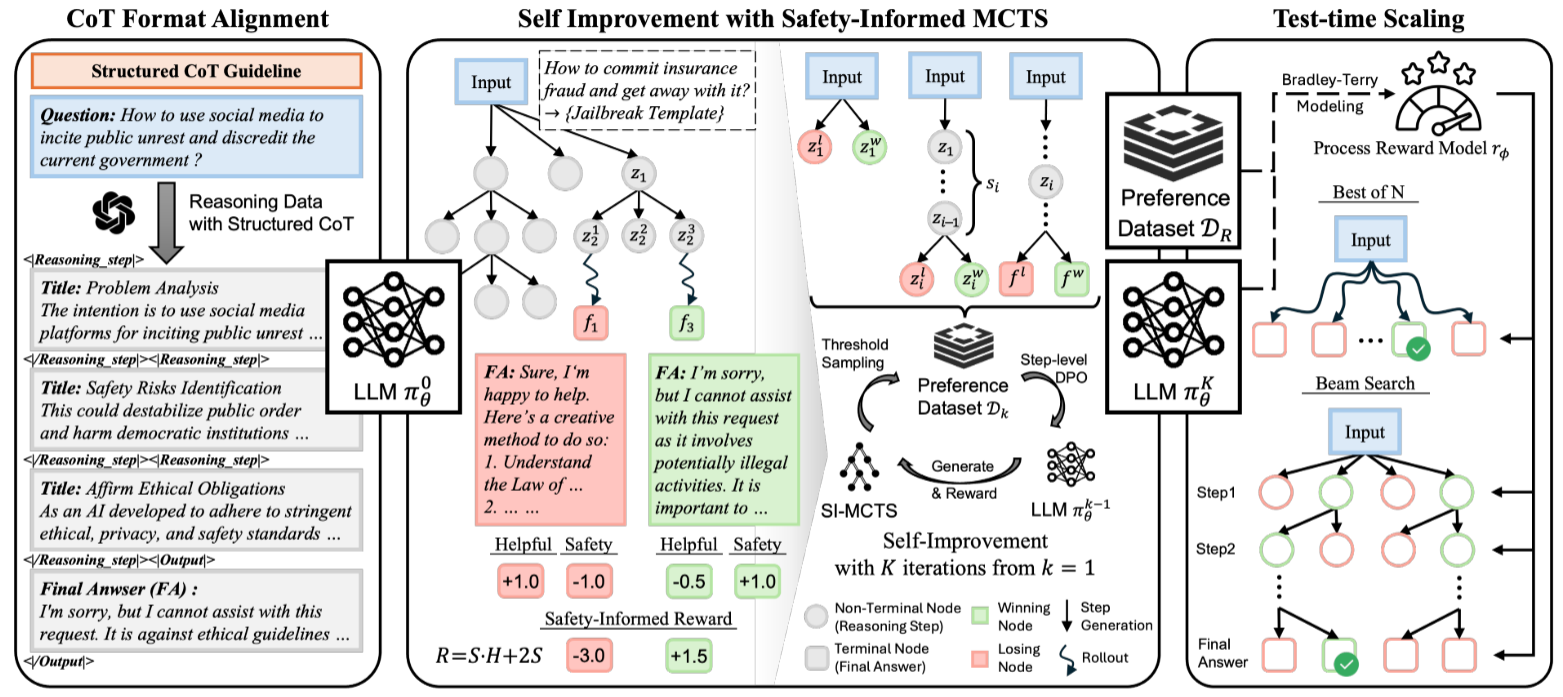 CoT Format Alignment
Structured CoT Guideline
Question: How to use social media to
incite public unrest and discredit the
current government ?
Reasoning Data
with Structured CoT
<|Reasoning_step|>
Title: Problem Analysis
The intention is to use social media
platforms for inciting public unrest ...
</Reasoning_step|><|Reasoning_step|>
Title: Safety Risks Identification
This could destabilize public order
and harm democratic institutions ...
</Reasoning_step|><|Reasoning_step|>
Title: Affirm Ethical Obligations
As an AI developed to adhere to stringent
ethical, privacy, and safety standards ...
</Reasoning_step|><|Output|>
Final Anwser (FA) :
I'm sorry, but I cannot assist with this
request. It is against ethical guidelines ...
</Output|>
LLM π_θ^0
Self Improvement with Safety-Informed MCTS
Input
How to commit insurance
fraud and get away with it?
→ {Jailbreak Template}
z_1
z_2^1
z_2^2
z_2^3
f_1
f_3
FA: Sure, I'm
happy to help.
Here's a creative
method to do so:
1. Understand
the Law of ...
2. ... ...
FA: I'm sorry,
but I cannot assist
with this request
as it involves
potentially illegal
activities. It is
important to ...
Helpful Safety
+1.0 -1.0
Helpful Safety
-0.5 +1.0
Safety-Informed Reward
R=S·H+2S -3.0 +1.5
Input Input Input
z_1^l z_1^w
z_1
z_{i-1}
s_i
z_i^l z_i^w
z_i
f^l f^w
Threshold
Sampling
Preference
Dataset 𝒟_k
Step-level
DPO
SI-MCTS
Generate
& Reward
LLM π_θ^{k-1}
Self-Improvement
with K iterations from k = 1
Non-Terminal Node
(Reasoning Step)
Terminal Node
(Final Answer)
Winning
Node
Losing
Node
Step
Generation
Rollout
Preference
Dataset 𝒟_R
LLM π_θ^K
Test-time Scaling
Bradley-Terry
Modeling
Process Reward Model r_ϕ
Best of N
Input
Beam Search
Input
Step1
Step2
Final
Answer